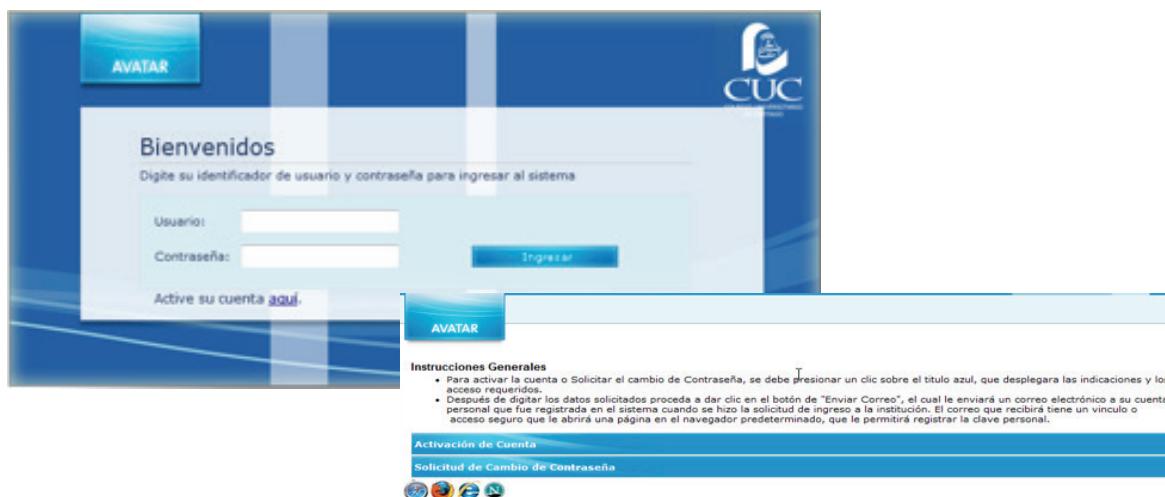 AVATAR
CUC
Bienvenidos
Digite su identificador de usuario y contraseña para ingresar al sistema
Usuario:
Contraseña:
Ingresar
Active su cuenta aquí.
AVATAR
Instrucciones Generales
• Para activar la cuenta o Solicitar el cambio de Contraseña, se debe presionar un clic sobre el titulo azul, que desplegara las indicaciones y los
acceso requeridos.
• Después de digitar los datos solicitados proceda a dar clic en el botón de "Enviar Correo", el cual le enviará un correo electrónico a su cuenta
personal que fue registrada en el sistema cuando se hizo la solicitud de ingreso a la institución. El correo que recibirá tiene un vinculo o
acceso seguro que le abrirá una página en el navegador predeterminado, que le permitirá registrar la clave personal.
Activación de Cuenta
Solicitud de Cambio de Contraseña